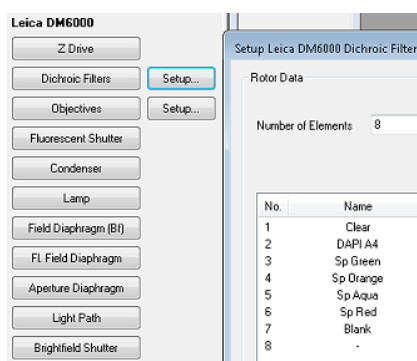 Leica DM6000
Z Drive
Dichroic Filters
Setup...
Objectives
Setup...
Fluorescent Shutter
Condenser
Lamp
Field Diaphragm (Bf)
Fl. Field Diaphragm
Aperture Diaphragm
Light Path
Brightfield Shutter
Setup Leica DM6000 Dichroic Filter
Rotor Data
Number of Elements 8
No. Name
1 Clear
2 DAPI A4
3 Sp Green
4 Sp Orange
5 Sp Aqua
6 Sp Red
7 Blank
8 -